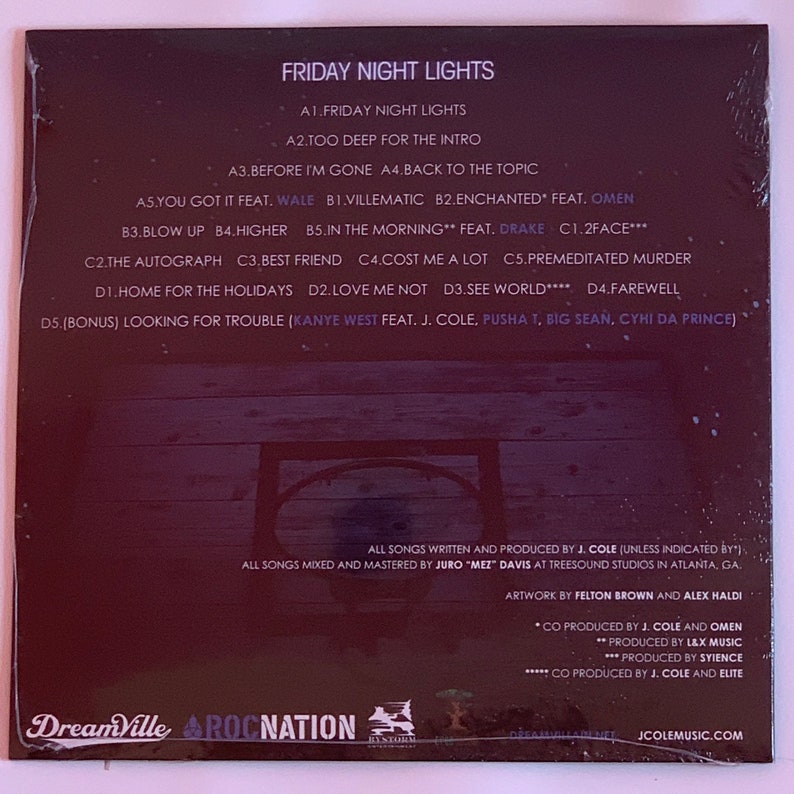 FRIDAY NIGHT LIGHTS
A1.FRIDAY NIGHT LIGHTS
A2.TOO DEEP FOR THE INTRO
A3.BEFORE I'M GONE A4.BACK TO THE TOPIC
A5.YOU GOT IT FEAT. WALE B1.VILLEMATIC B2.ENCHANTED* FEAT. OMEN
B3.BLOW UP B4.HIGHER B5.IN THE MORNING** FEAT. DRAKE C1.2FACE***
C2.THE AUTOGRAPH C3.BEST FRIEND C4.COST ME A LOT C5.PREMEDITATED MURDER
D1.HOME FOR THE HOLIDAYS D2.LOVE ME NOT D3.SEE WORLD**** D4.FAREWELL
D5.(BONUS) LOOKING FOR TROUBLE (KANYE WEST FEAT. J. COLE, PUSHA T, BIG SEAN, CYHI DA PRINCE)
ALL SONGS WRITTEN AND PRODUCED BY J. COLE (UNLESS INDICATED BY*)
ALL SONGS MIXED AND MASTERED BY JURO "MEZ" DAVIS AT TREESOUND STUDIOS IN ATLANTA, GA.
ARTWORK BY FELTON BROWN AND ALEX HALDI
* CO PRODUCED BY J. COLE AND OMEN
** PRODUCED BY L&X MUSIC
*** PRODUCED BY SYIENCE
***** CO PRODUCED BY J. COLE AND ELITE
DreamVille ROCNATION BYSTORM DREAMVILLAIN.NET JCOLEMUSIC.COM